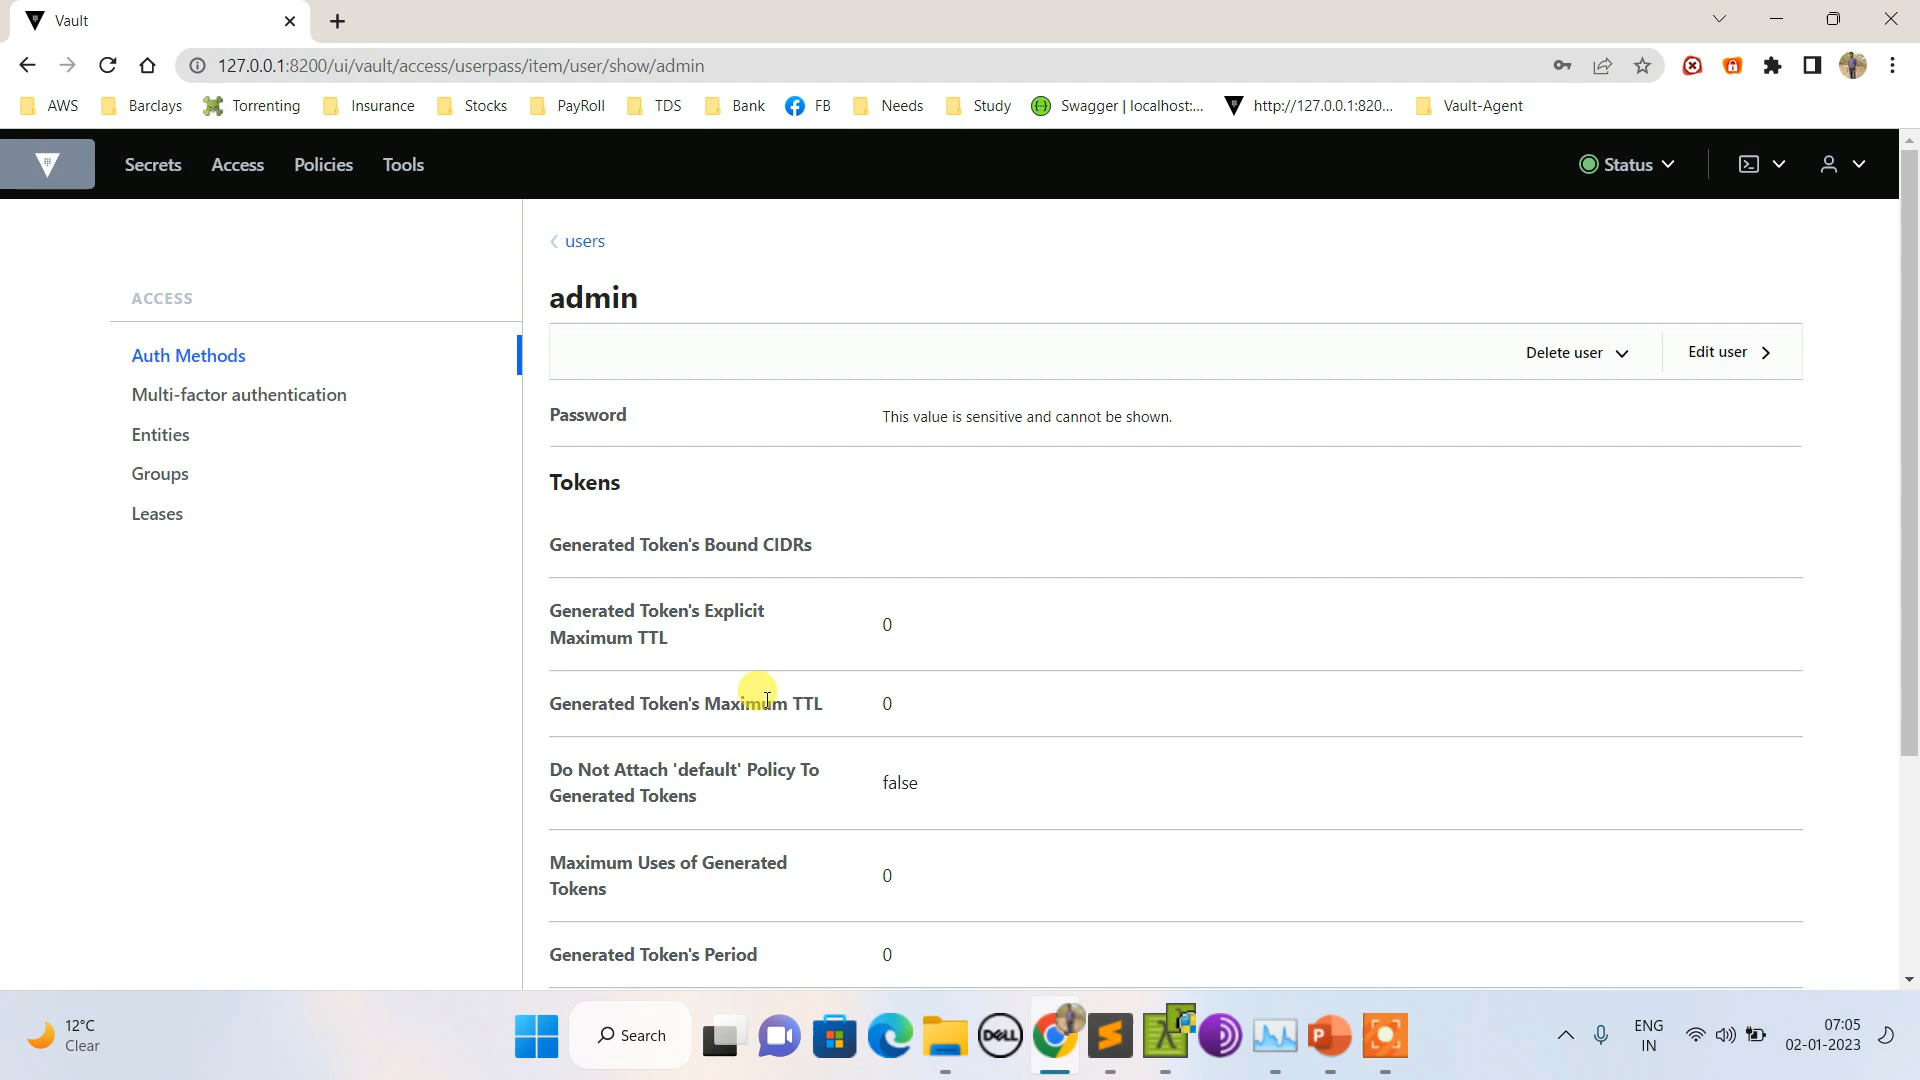 Vault
127.0.0.1:8200/ui/vault/access/userpass/item/user/show/admin
AWS Barclays Torrenting Insurance Stocks PayRoll TDS Bank FB Needs Study Swagger | localhost:... http://127.0.0.1:820... Vault-Agent
Secrets Access Policies Tools Status
users
admin
ACCESS
Auth Methods
Multi-factor authentication
Entities
Groups
Leases
Delete user Edit user
Password This value is sensitive and cannot be shown.
Tokens
Generated Token's Bound CIDRs
Generated Token's Explicit
Maximum TTL 0
Generated Token's Maximum TTL 0
Do Not Attach 'default' Policy To
Generated Tokens false
Maximum Uses of Generated
Tokens 0
Generated Token's Period 0
12°C
Clear
Search
DELL
ENG
IN
07:05
02-01-2023